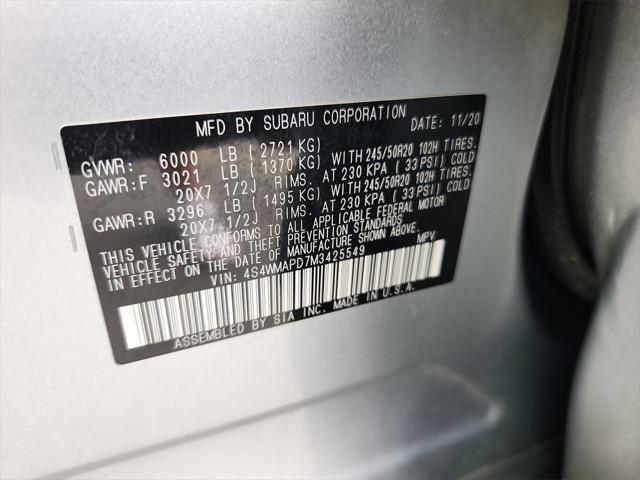 MFD BY SUBARU CORPORATION DATE: 11/20
GVWR: 6000 LB ( 2721 KG)
GAWR:F 3021 LB ( 1370 KG) WITH 245/50R20 102H TIRES.
20X7 1/2J RIMS. AT 230 KPA ( 33 PSI) COLD
GAWR:R 3296 LB ( 1495 KG) WITH 245/50R20 102H TIRES.
20X7 1/2J RIMS. AT 230 KPA ( 33 PSI) COLD
THIS VEHICLE CONFORMS TO ALL APPLICABLE FEDERAL MOTOR
VEHICLE SAFETY, AND THEFT PREVENTION STANDARDS
IN EFFECT ON THE DATE OF MANUFACTURE SHOWN ABOVE.
VIN: 4S4WMAPD7M3425549 MPV
ASSEMBLED BY SIA INC. MADE IN U.S.A.